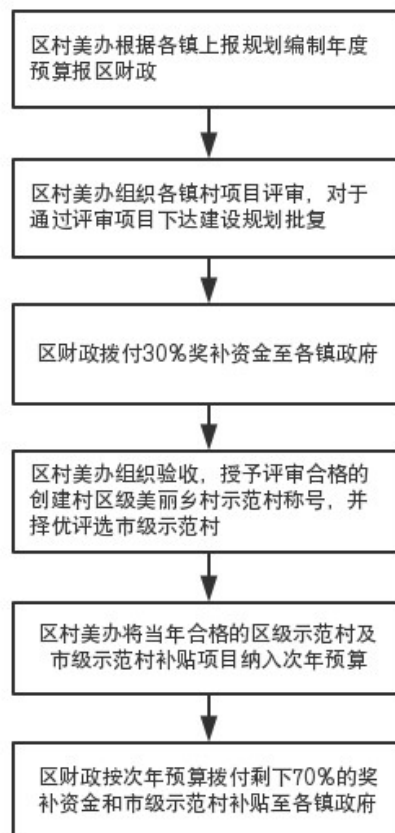 区村美办根据各镇上报规划编制年度
预算报区财政
区村美办组织各镇村项目评审，对于
通过评审项目下达建设规划批复
区财政拨付30%奖补资金至各镇政府
区村美办组织验收，授予评审合格的
创建村区级美丽乡村示范村称号，并
择优评选市级示范村
区村美办将当年合格的区级示范村及
市级示范村补贴项目纳入次年预算
区财政按次年预算拨付剩下70%的奖
补资金和市级示范村补贴至各镇政府